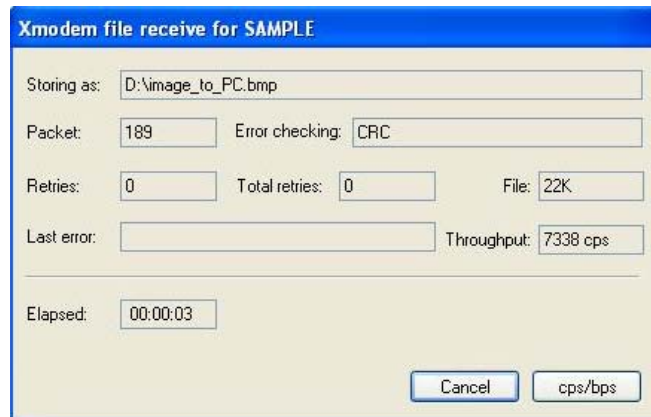 Xmodem file receive for SAMPLE
Storing as: D:\image_to_PC.bmp
Packet: 189 Error checking: CRC
Retries: 0 Total retries: 0 File: 22K
Last error: Throughput: 7338 cps
Elapsed: 00:00:03
Cancel cps/bps